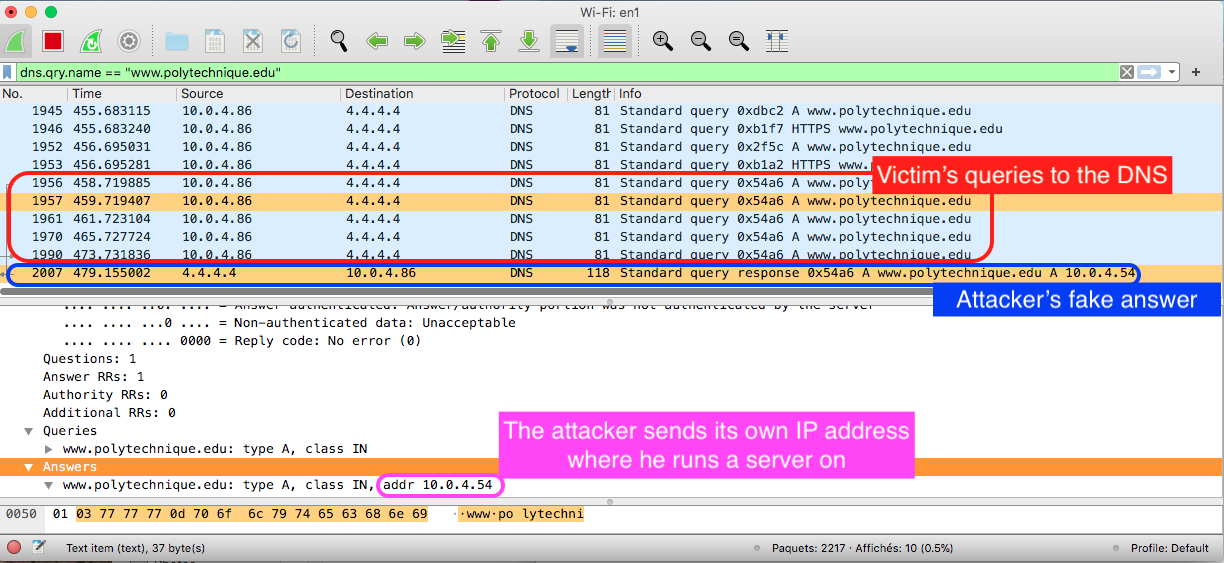 Wi-Fi: en1
dns.qry.name == "www.polytechnique.edu"
No. Time Source Destination Protocol Length Info
1945 455.683115 10.0.4.86 4.4.4.4 DNS 81 Standard query 0xdbc2 A www.polytechnique.edu
1946 455.683240 10.0.4.86 4.4.4.4 DNS 81 Standard query 0xb1f7 HTTPS www.polytechnique.edu
1952 456.695031 10.0.4.86 4.4.4.4 DNS 81 Standard query 0x2f5c A www.polytechnique.edu
1953 456.695281 10.0.4.86 4.4.4.4 DNS 81 Standard query 0xb1a2 HTTPS www.
1956 458.719885 10.0.4.86 4.4.4.4 DNS 81 Standard query 0x54a6 A www.poly
Victim's queries to the DNS
1957 459.719407 10.0.4.86 4.4.4.4 DNS 81 Standard query 0x54a6 A www.polytechnique.edu
1961 461.723104 10.0.4.86 4.4.4.4 DNS 81 Standard query 0x54a6 A www.polytechnique.edu
1970 465.727724 10.0.4.86 4.4.4.4 DNS 81 Standard query 0x54a6 A www.polytechnique.edu
1990 473.731836 10.0.4.86 4.4.4.4 DNS 81 Standard query 0x54a6 A www.polytechnique.edu
2007 479.155002 4.4.4.4 10.0.4.86 DNS 118 Standard query response 0x54a6 A www.polytechnique.edu A 10.0.4.54
Attacker's fake answer
.... .... ..0. .... = Answer authenticated: Answer/authority portion was not authenticated by the server
.... .... ...0 .... = Non-authenticated data: Unacceptable
.... .... .... 0000 = Reply code: No error (0)
Questions: 1
Answer RRs: 1
Authority RRs: 0
Additional RRs: 0
Queries
www.polytechnique.edu: type A, class IN
The attacker sends its own IP address
where he runs a server on
Answers
www.polytechnique.edu: type A, class IN, addr 10.0.4.54
0050 01 03 77 77 77 0d 70 6f 6c 79 74 65 63 68 6e 69 ··www·po lytechni
Text item (text), 37 byte(s) Paquets: 2217 · Affichés: 10 (0.5%) Profile: Default